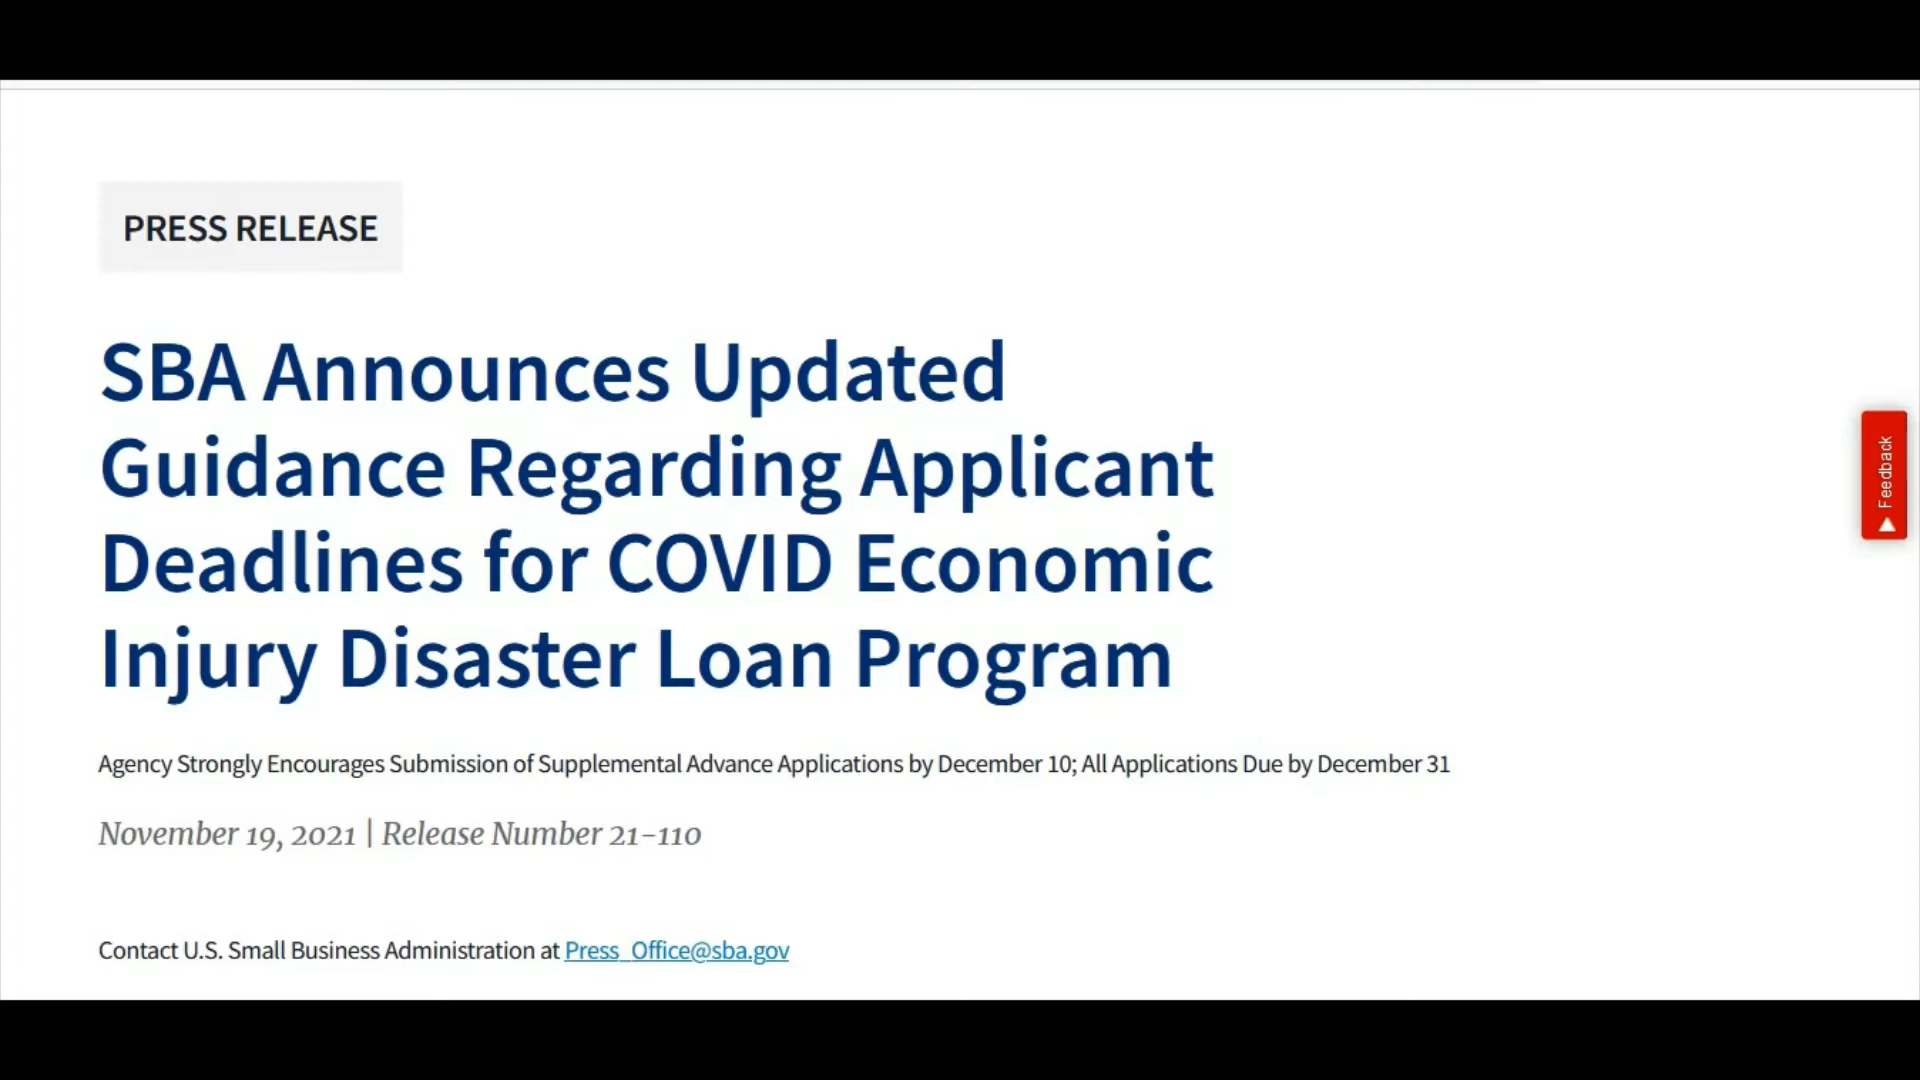 PRESS RELEASE
SBA Announces Updated
Guidance Regarding Applicant
Deadlines for COVID Economic
Injury Disaster Loan Program
Agency Strongly Encourages Submission of Supplemental Advance Applications by December 10; All Applications Due by December 31
November 19, 2021 | Release Number 21-110
Contact U.S. Small Business Administration at Press_Office@sba.gov
Feedback